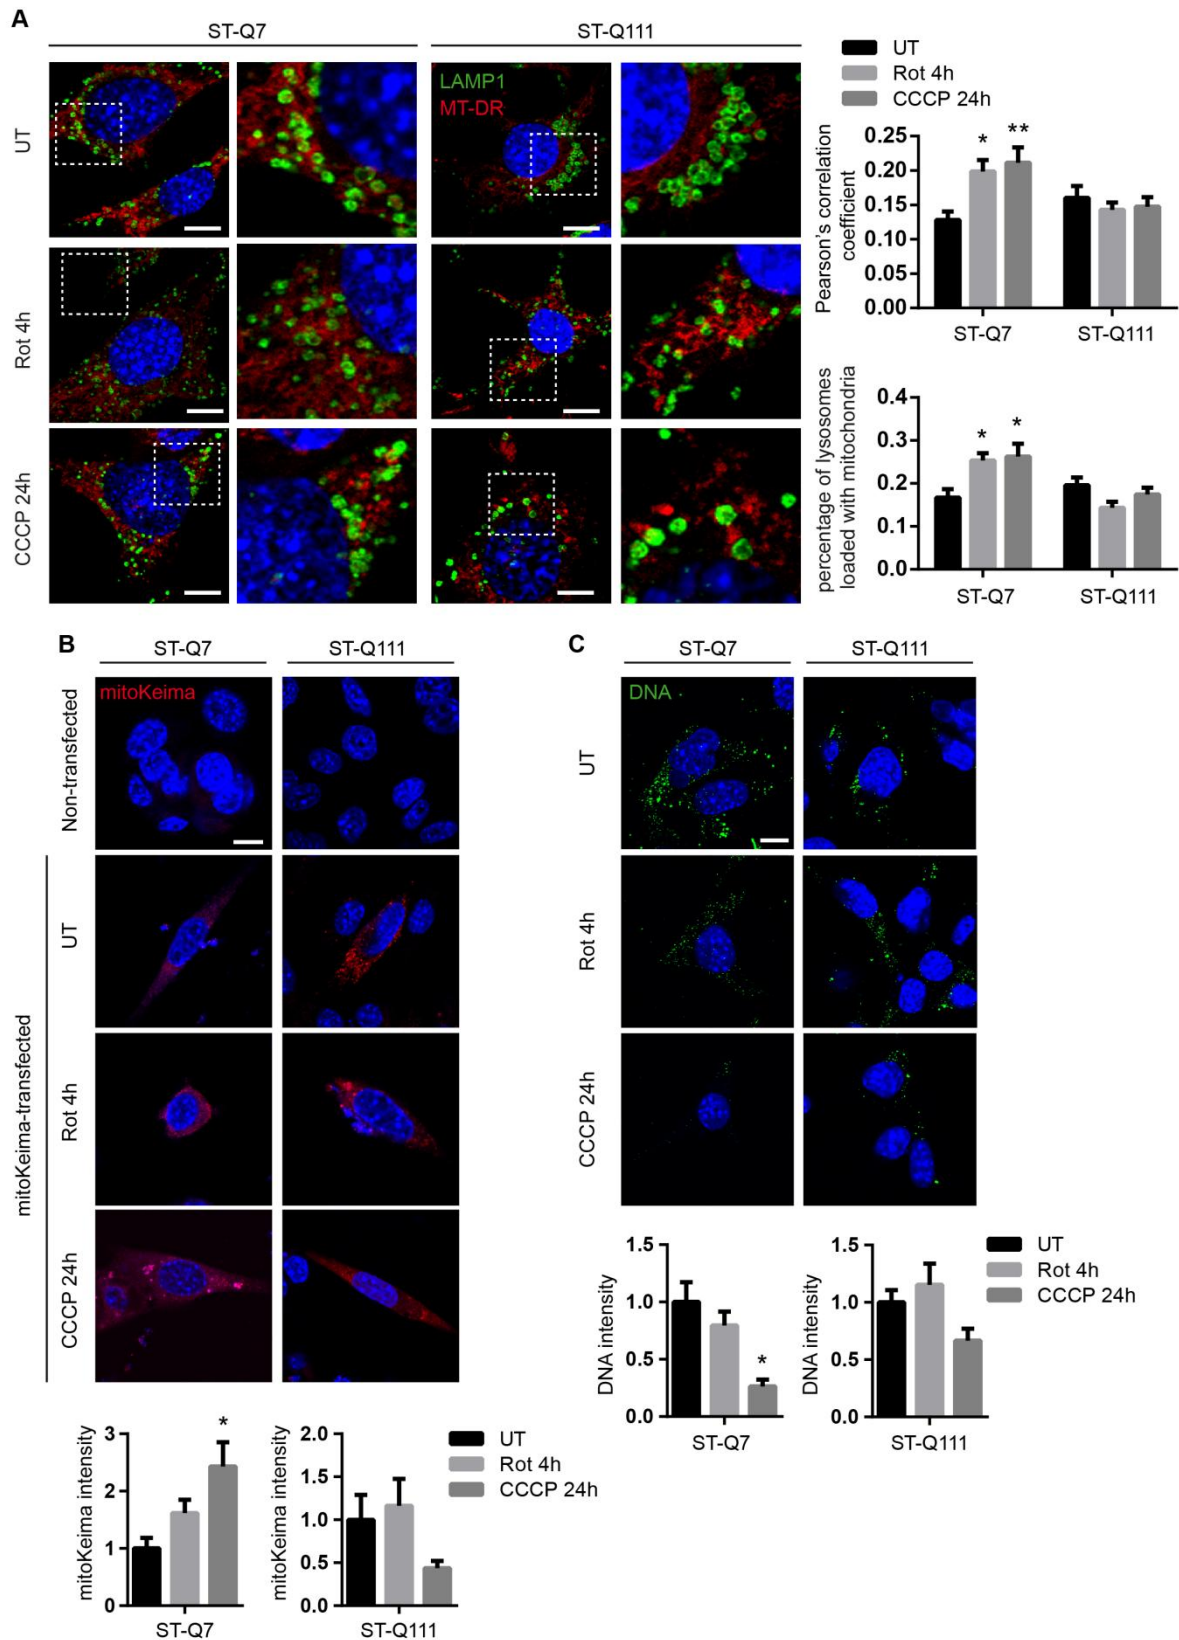 A
ST-Q7
ST-Q111
UT
LAMP1
MT-DR
Rot 4h
CCCP 24h
UT
Rot 4h
CCCP 24h
Pearson's correlation
coefficient
0.25
0.20
0.15
0.10
0.05
0.00
*
**
ST-Q7
ST-Q111
percentage of lysosomes
loaded with mitochondria
0.4
0.3
0.2
0.1
0.0
*
*
ST-Q7
ST-Q111
B
ST-Q7
ST-Q111
Non-transfected
mitoKeima
mitoKeima-transfected
UT
Rot 4h
CCCP 24h
mitoKeima intensity
3
2
1
0
*
ST-Q7
mitoKeima intensity
2.0
1.5
1.0
0.5
0.0
ST-Q111
UT
Rot 4h
CCCP 24h
C
ST-Q7
ST-Q111
DNA
UT
Rot 4h
CCCP 24h
DNA intensity
1.5
1.0
0.5
0.0
*
ST-Q7
DNA intensity
1.5
1.0
0.5
0.0
ST-Q111
UT
Rot 4h
CCCP 24h